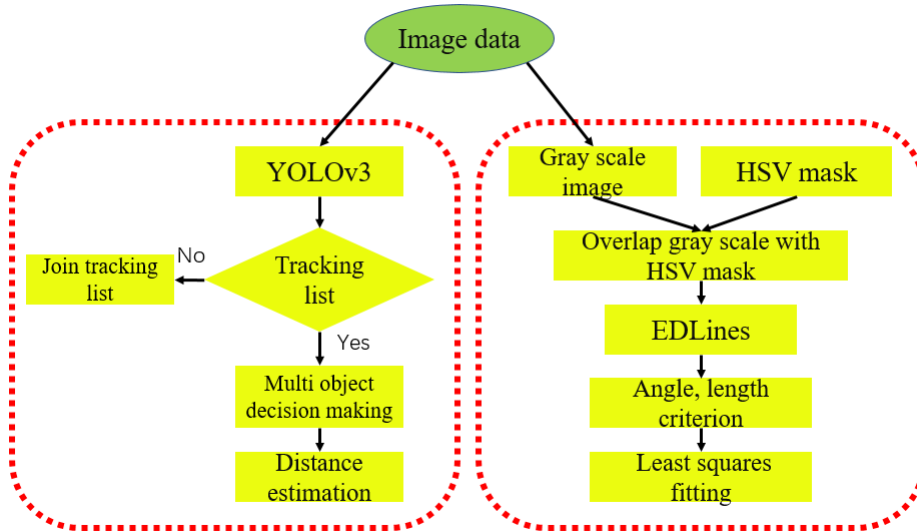 Image data
YOLOv3
Tracking
list
No
Join tracking
list
Yes
Multi object
decision making
Distance
estimation
Gray scale
image
HSV mask
Overlap gray scale with
HSV mask
EDLines
Angle, length
criterion
Least squares
fitting